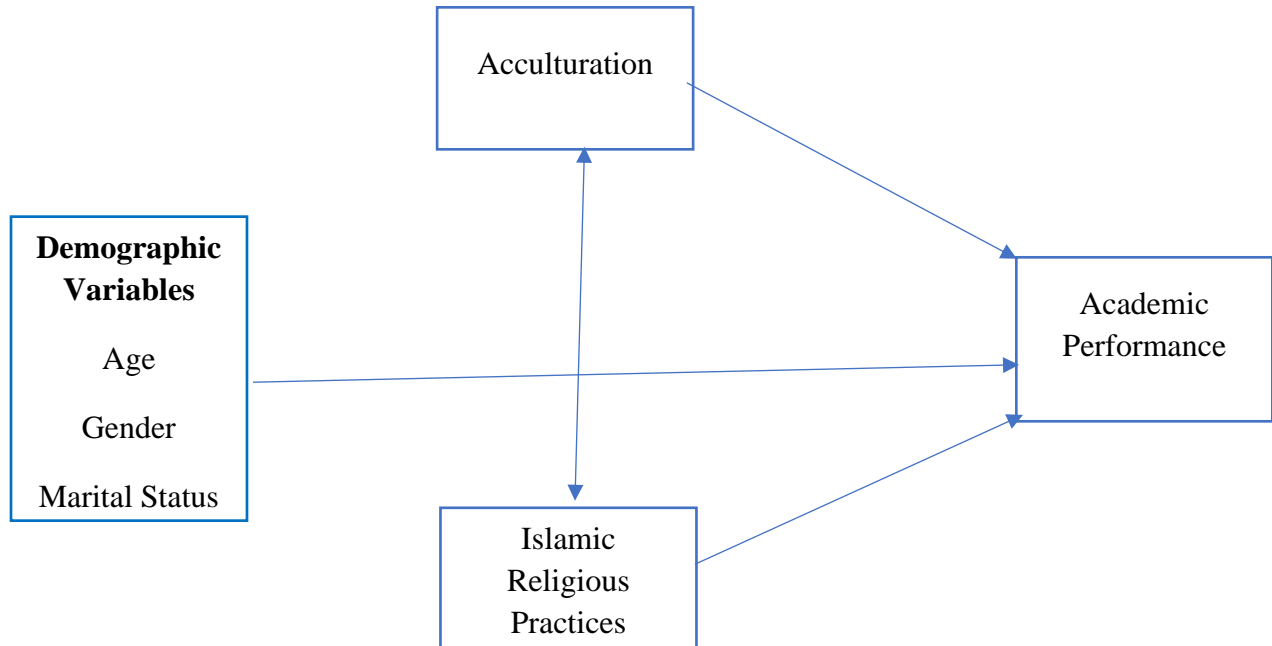 Acculturation
Demographic
Variables
Age
Gender
Marital Status
Academic
Performance
Islamic
Religious
Practices